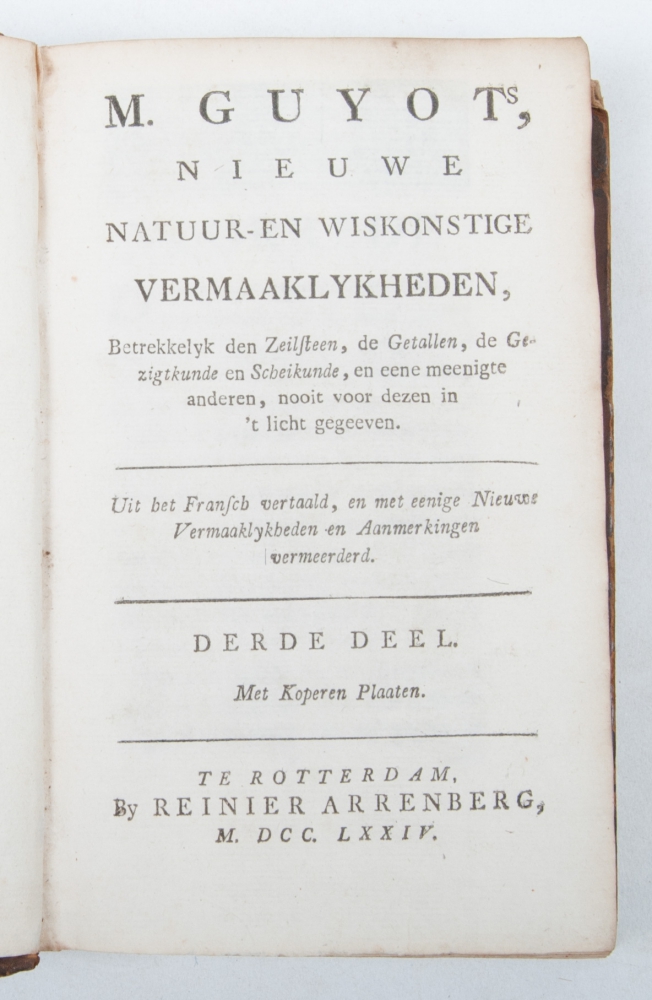 M. GUYOTS,
NIEUWE
NATUUR-EN WISKONSTIGE
VERMAAKLYKHEDEN,
Betrekkelyk den Zeilſteen, de Getallen, de Ge-
zigtkunde en Scheikunde, en eene meenigte
anderen, nooit voor dezen in
't licht gegeeven.
Uit het Franſch vertaald, en met eenige Nieuwe
Vermaaklykheden en Aanmerkingen
vermeerderd.
DERDE DEEL.
Met Koperen Plaaten.
TE ROTTERDAM,
By REINIER ARRENBERG,
M. DCC. LXXIV.